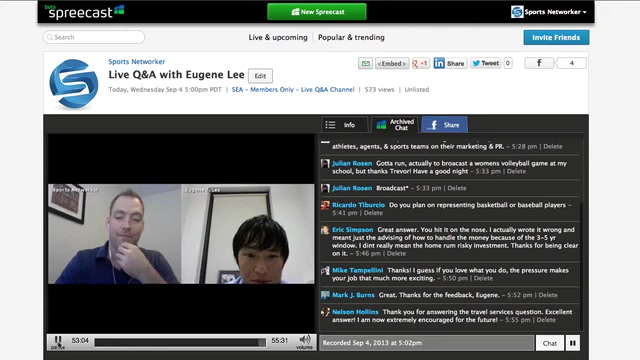 beta
spreecast
New Spreecast
Sports Networker
Search
Live & upcoming
Popular & trending
Invite Friends
Sports Networker
Live Q&A with Eugene Lee
Edit
Today, Wednesday Sep 4 5:00pm PDT | SEA - Members Only - Live Q&A Channel | 573 views | Unlisted
<Embed>
+1
in Share
Tweet 0
f 4
Info
Archived Chat
Share
athletes, agents, & sports teams on their marketing & PR. • 5:28 pm | Delete
Julian Rosen Gotta run, actually to broacast a womens volleyball game at my
school, but thanks Trevor! Have a good night • 5:33 pm | Delete
Julian Rosen Broadcast* • 5:33 pm | Delete
Ricardo Tiburcio Do you plan on representing basketball or baseball players •
5:41 pm | Delete
Eric Simpson Great answer. You hit it on the nose. I actually wrote it wrong and
meant just the advising of how to handle the money because of the 3-5 yr
window. I dint really mean the home rum risky investment. Thanks for being clear
on it. • 5:46 pm | Delete
Mike Tampellini Thanks! I guess if you love what you do, the pressure makes
your job that much more exciting. • 5:50 pm | Delete
Mark J. Burns Great. Thanks for the feedback, Eugene. • 5:52 pm | Delete
Nelson Hollins Thank you for answering the travel services question. Excellent
answer! I am now extremely encouraged for the future! • 5:55 pm | Delete
Sports Networker
Eugene T Lee
53:04
55:31
volume
Recorded Sep 4, 2013 at 5:02pm
Chat